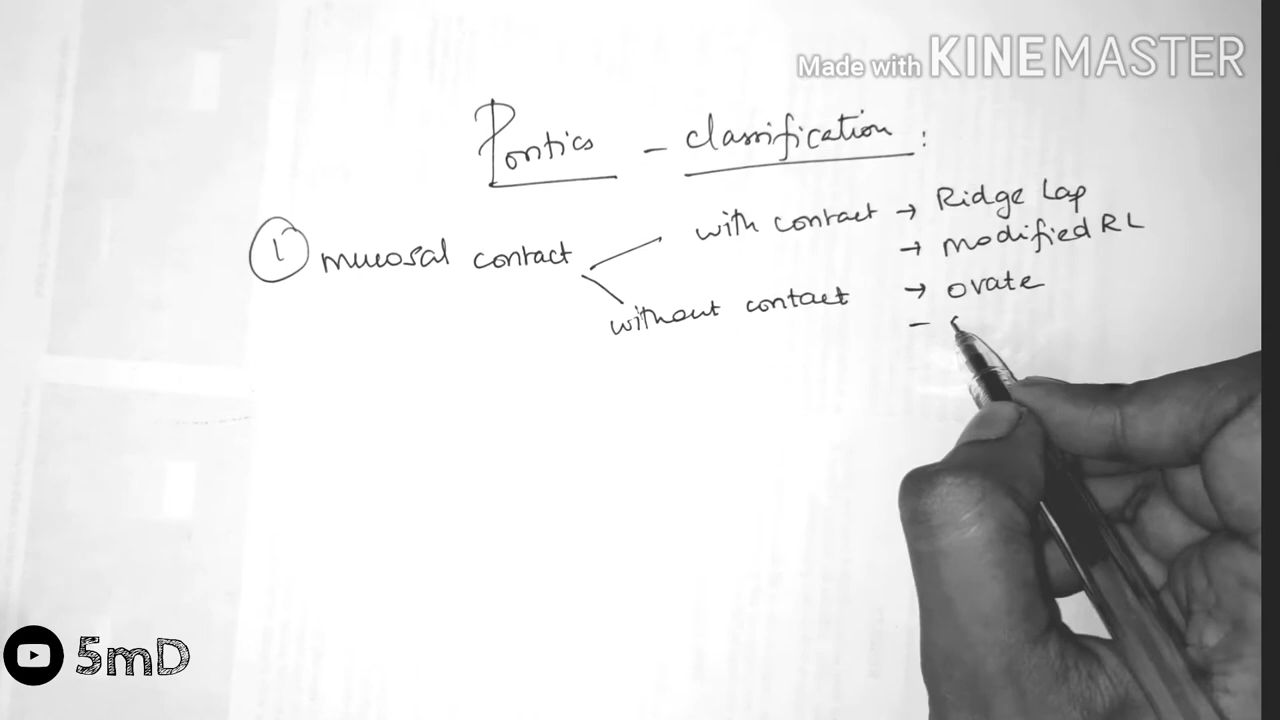 Made with KINEMASTER
Pontics - classification :
① mucosal contact
with contact → Ridge Lap
→ modified RL
without contact → ovate
-
5mD